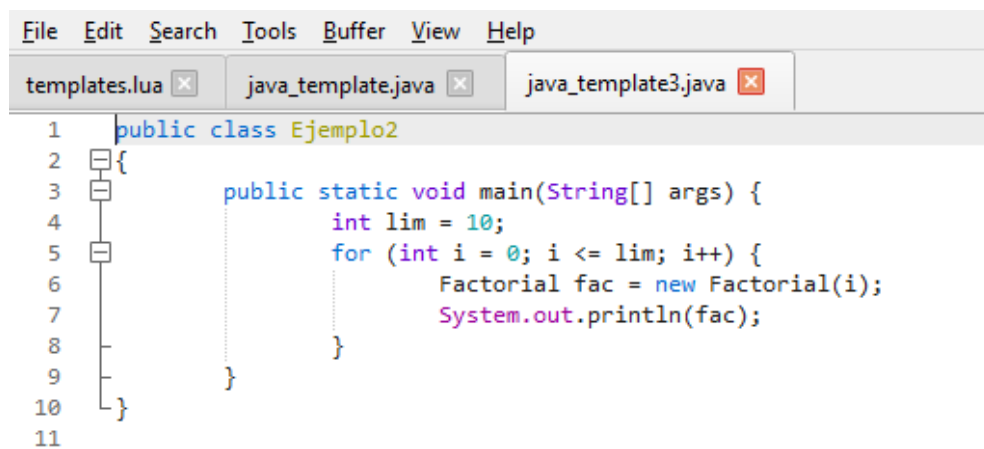 File Edit Search Tools Buffer View Help
templates.lua java_template.java java_template3.java
1 public class Ejemplo2
2 {
3 public static void main(String[] args) {
4 int lim = 10;
5 for (int i = 0; i <= lim; i++) {
6 Factorial fac = new Factorial(i);
7 System.out.println(fac);
8 }
9 }
10 }
11